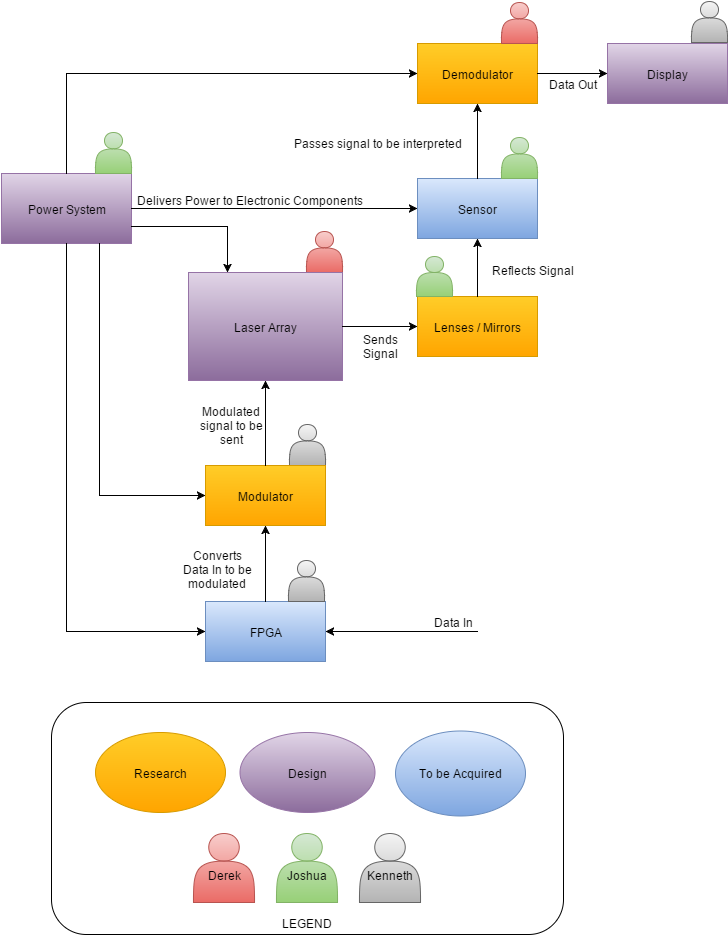 Demodulator
Data Out
Display
Passes signal to be interpreted
Power System
Delivers Power to Electronic Components
Sensor
Reflects Signal
Laser Array
Sends
Signal
Lenses / Mirrors
Modulated
signal to be
sent
Modulator
Converts
Data In to be
modulated
FPGA
Data In
Research
Design
To be Acquired
Derek
Joshua
Kenneth
LEGEND